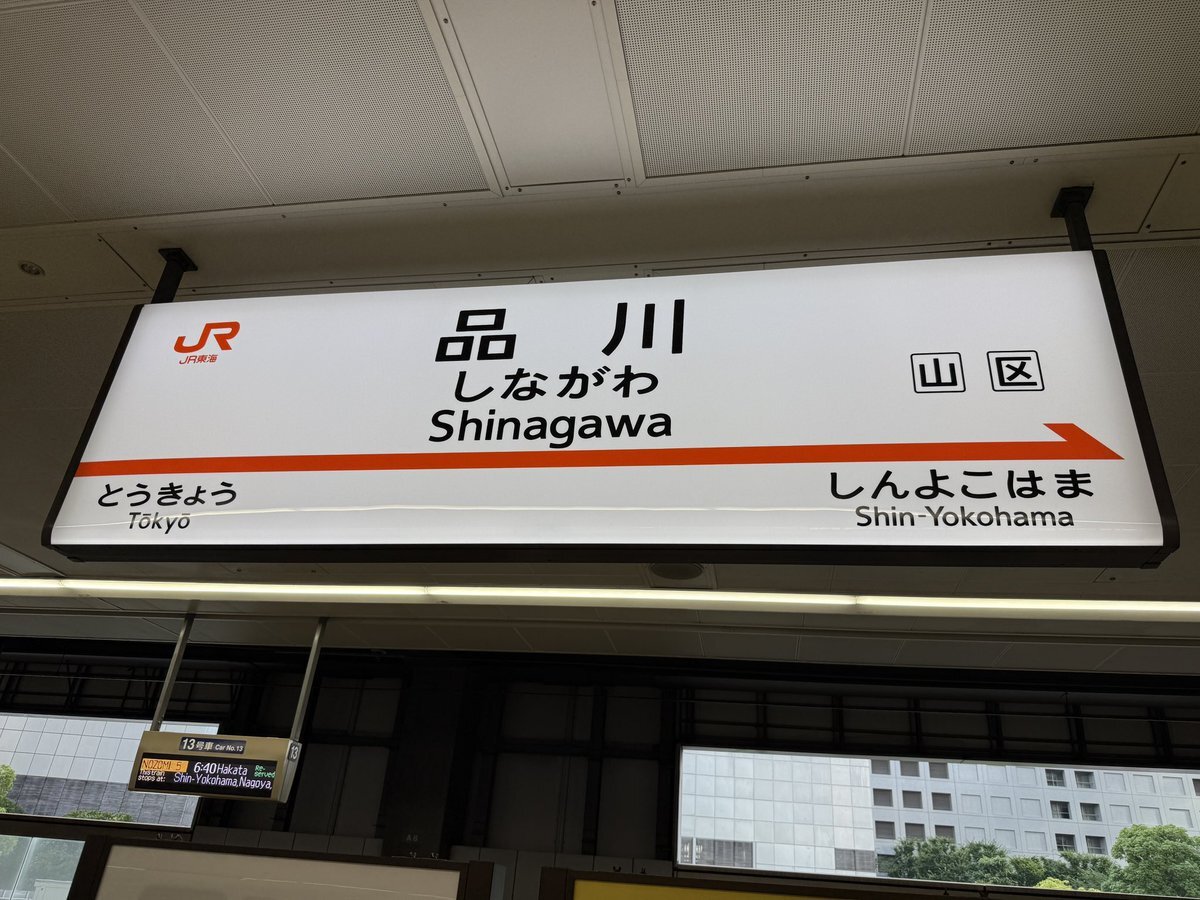 JR
JR東海
品川
しながわ
Shinagawa
山 区
とうきょう
Tōkyō
しんよこはま
Shin-Yokohama
13号車 Car No.13
13
NOZOMI 5 6:40 Hakata Re-served
This train stops at: Shin-Yokohama, Nagoya,